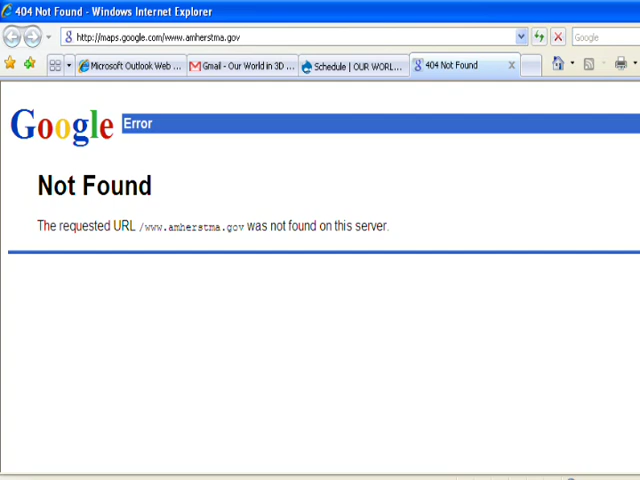 404 Not Found - Windows Internet Explorer
http://maps.google.com/www.amherstma.gov
Google
Microsoft Outlook Web ...
Gmail - Our World in 3D ...
Schedule | OUR WORL...
404 Not Found
Google
Error
Not Found
The requested URL /www.amherstma.gov was not found on this server.